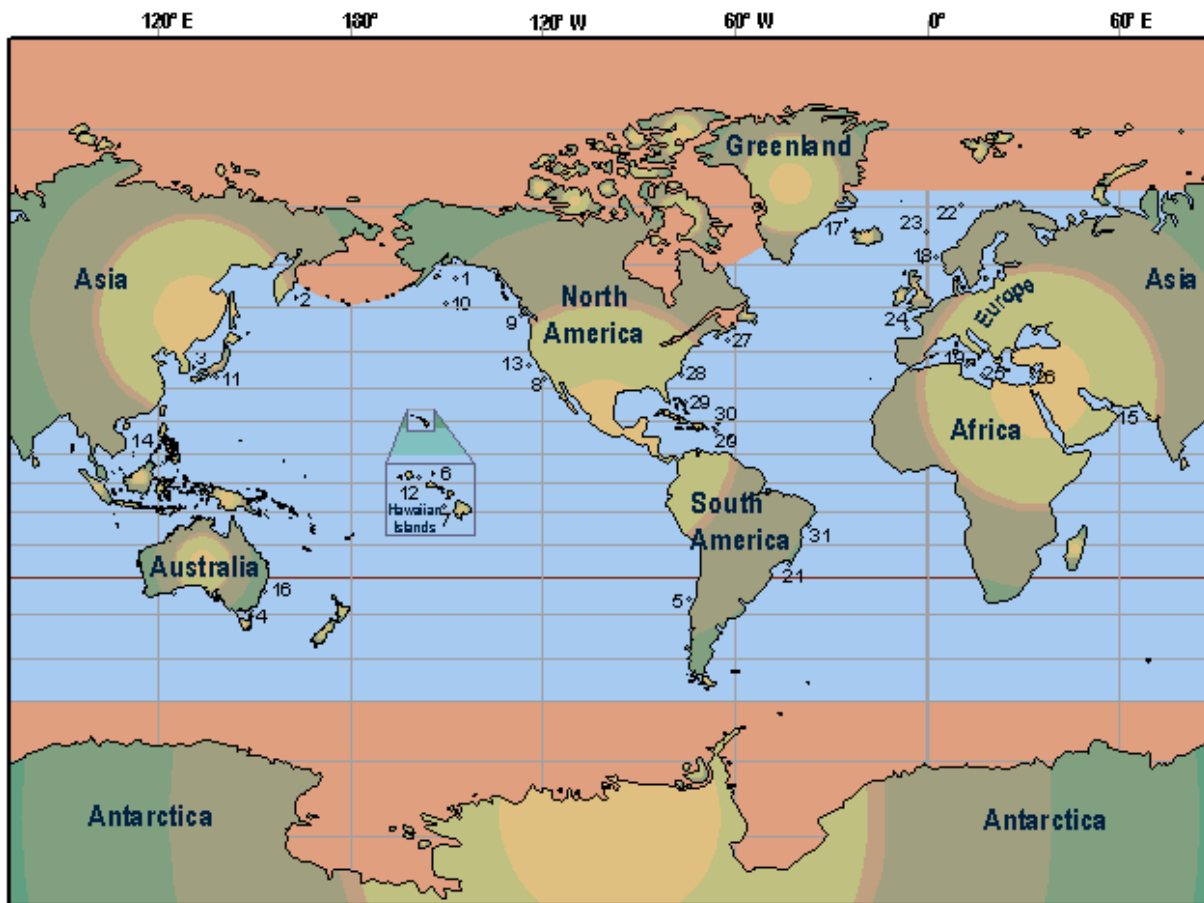 120° E 180° 120° W 60° W 0° 60° E
Greenland
17
23
22
18
Asia
Asia
1
2
North
America
10
9
Europe
24
27
3
11
13
8
28
19
25
26
29
30
20
14
Africa
15
6
12
Hawaiian
Islands
7
South
America
31
21
Australia
16
4
5
Antarctica
Antarctica